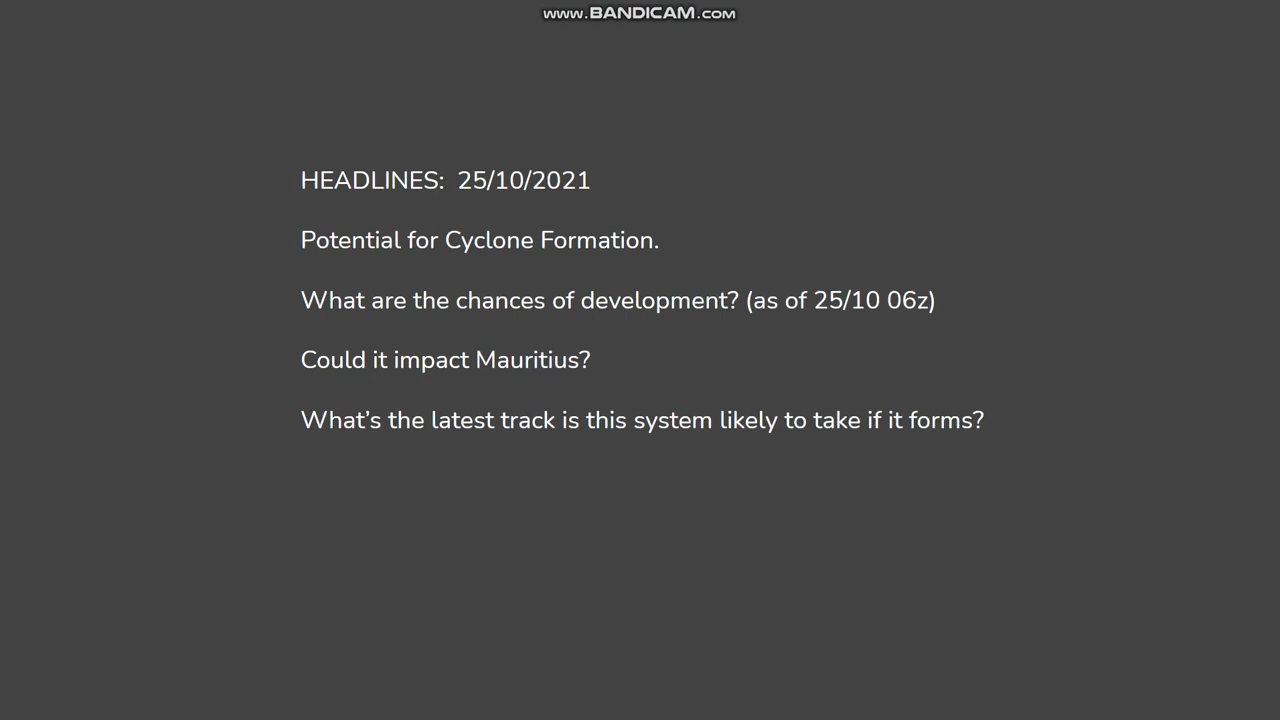 www.BANDICAM.com
HEADLINES: 25/10/2021
Potential for Cyclone Formation.
What are the chances of development? (as of 25/10 06z)
Could it impact Mauritius?
What’s the latest track is this system likely to take if it forms?